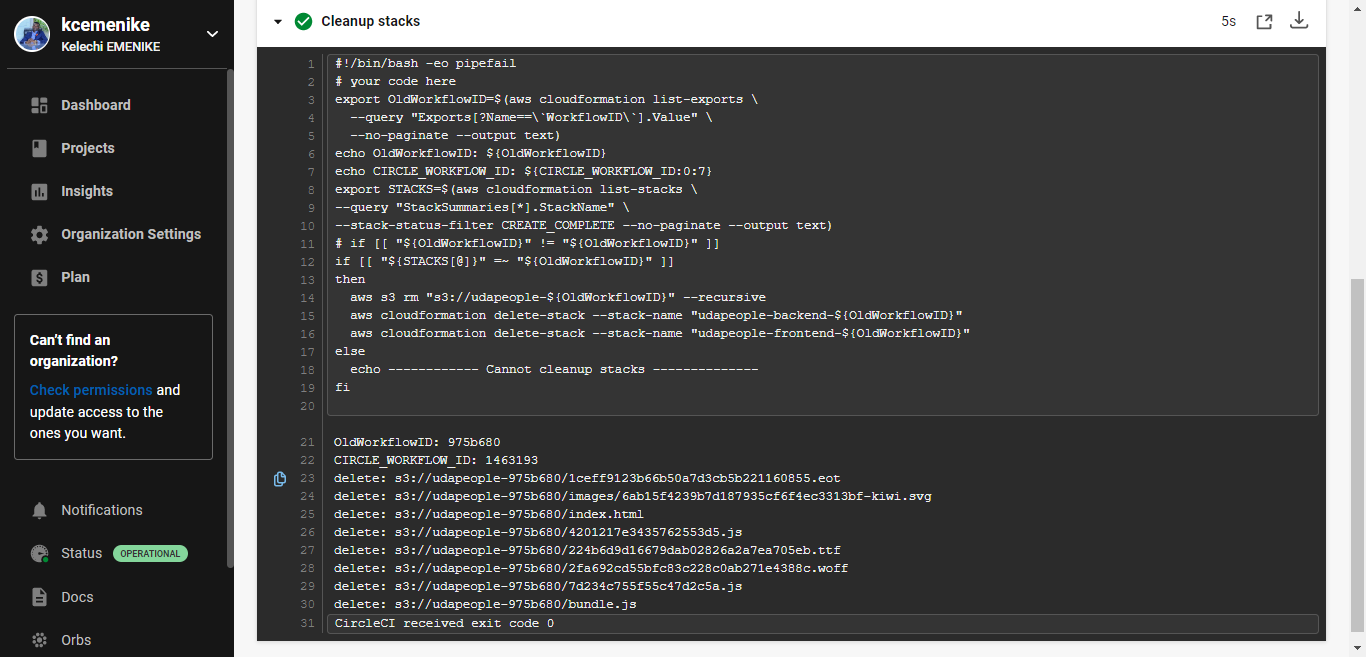 kcemenike
Kelechi EMENIKE
Dashboard
Projects
Insights
Organization Settings
Plan
Can't find an
organization?
Check permissions and
update access to the
ones you want.
Notifications
Status OPERATIONAL
Docs
Orbs
Cleanup stacks
5s
1 #!/bin/bash -eo pipefail
2 # your code here
3 export OldWorkflowID=$(aws cloudformation list-exports \
4 --query "Exports[?Name==\`WorkflowID\`].Value" \
5 --no-paginate --output text)
6 echo OldWorkflowID: ${OldWorkflowID}
7 echo CIRCLE_WORKFLOW_ID: ${CIRCLE_WORKFLOW_ID:0:7}
8 export STACKS=$(aws cloudformation list-stacks \
9 --query "StackSummaries[*].StackName" \
10 --stack-status-filter CREATE_COMPLETE --no-paginate --output text)
11 # if [[ "${OldWorkflowID}" != "${OldWorkflowID}" ]]
12 if [[ "${STACKS[@]}" =~ "${OldWorkflowID}" ]]
13 then
14 aws s3 rm "s3://udapeople-${OldWorkflowID}" --recursive
15 aws cloudformation delete-stack --stack-name "udapeople-backend-${OldWorkflowID}"
16 aws cloudformation delete-stack --stack-name "udapeople-frontend-${OldWorkflowID}"
17 else
18 echo ------------ Cannot cleanup stacks --------------
19 fi
20
21 OldWorkflowID: 975b680
22 CIRCLE_WORKFLOW_ID: 1463193
23 delete: s3://udapeople-975b680/1ceff9123b66b50a7d3cb5b221160855.eot
24 delete: s3://udapeople-975b680/images/6ab15f4239b7d187935cf6f4ec3313bf-kiwi.svg
25 delete: s3://udapeople-975b680/index.html
26 delete: s3://udapeople-975b680/4201217e3435762553d5.js
27 delete: s3://udapeople-975b680/224b6d9d16679dab02826a2a7ea705eb.ttf
28 delete: s3://udapeople-975b680/2fa692cd55bfc83c228c0ab271e4388c.woff
29 delete: s3://udapeople-975b680/7d234c755f55c47d2c5a.js
30 delete: s3://udapeople-975b680/bundle.js
31 CircleCI received exit code 0